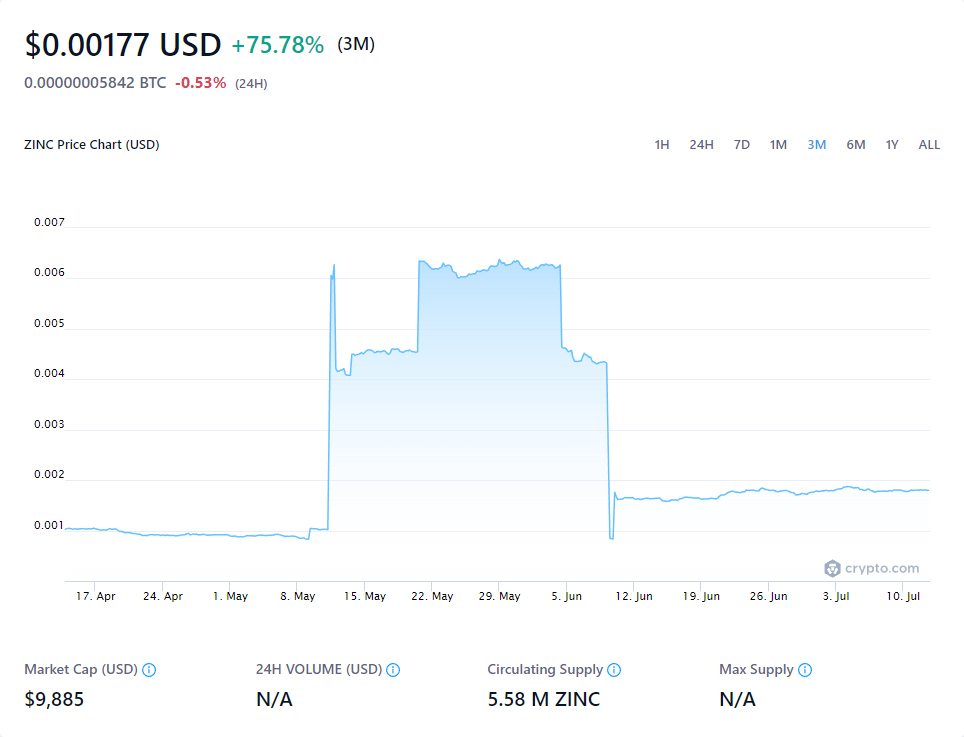 $0.00177 USD +75.78% (3M)
0.00000005842 BTC -0.53% (24H)
ZINC Price Chart (USD) 1H 24H 7D 1M 3M 6M 1Y ALL
0.007
0.006
0.005
0.004
0.003
0.002
0.001
crypto.com
17. Apr 24. Apr 1. May 8. May 15. May 22. May 29. May 5. Jun 12. Jun 19. Jun 26. Jun 3. Jul 10. Jul
Market Cap (USD) 24H VOLUME (USD) Circulating Supply Max Supply
$9,885 N/A 5.58 M ZINC N/A